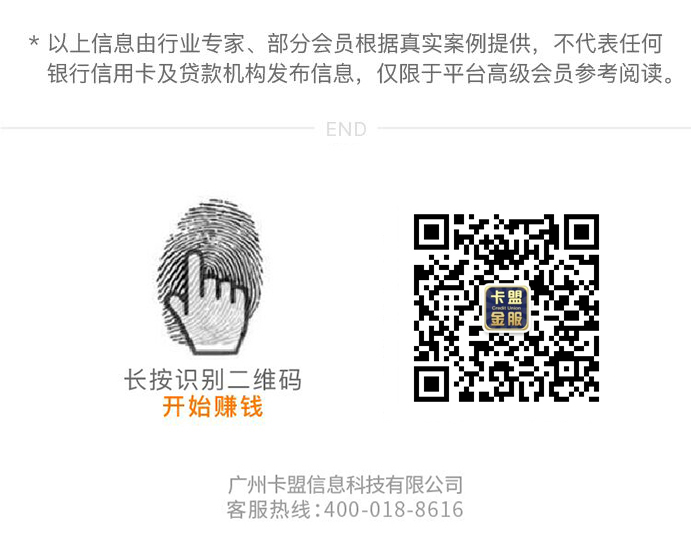 * 以上信息由行业专家、部分会员根据真实案例提供，不代表任何
银行信用卡及贷款机构发布信息，仅限于平台高级会员参考阅读。
END
卡盟
Credit Union
金服
长按识别二维码
开始赚钱
广州卡盟信息科技有限公司
客服热线：400-018-8616